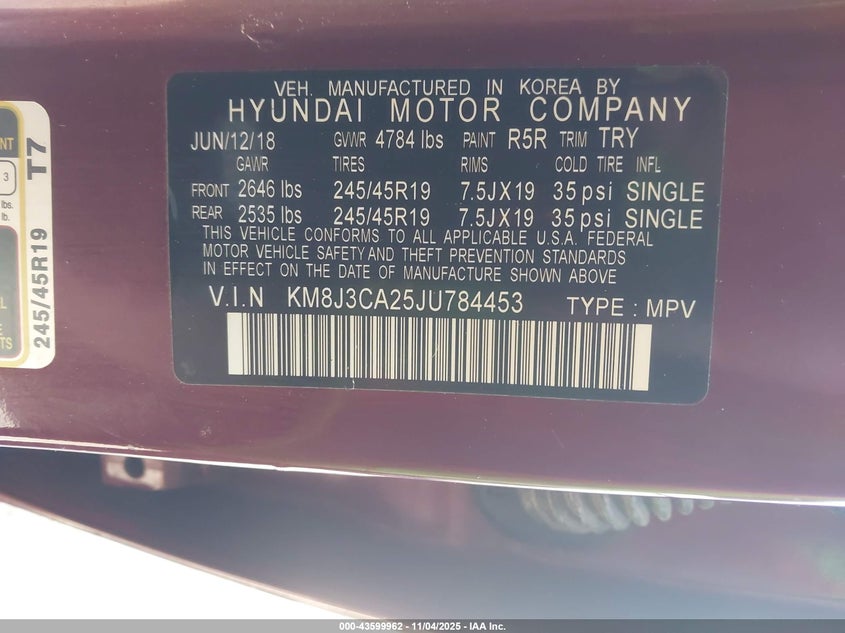 VEH. MANUFACTURED IN KOREA BY
HYUNDAI MOTOR COMPANY
JUN/12/18 GVWR 4784 lbs PAINT R5R TRIM TRY
GAWR TIRES RIMS COLD TIRE INFL
FRONT 2646 lbs 245/45R19 7.5JX19 35 psi SINGLE
REAR 2535 lbs 245/45R19 7.5JX19 35 psi SINGLE
THIS VEHICLE CONFORMS TO ALL APPLICABLE U.S.A. FEDERAL
MOTOR VEHICLE SAFETY AND THEFT PREVENTION STANDARDS
IN EFFECT ON THE DATE OF MANUFACTURE SHOWN ABOVE
V.I.N KM8J3CA25JU784453 TYPE : MPV
245/45R19 T7
3
lbs.
lb.
000-43599962 - 11/04/2025 - IAA Inc.